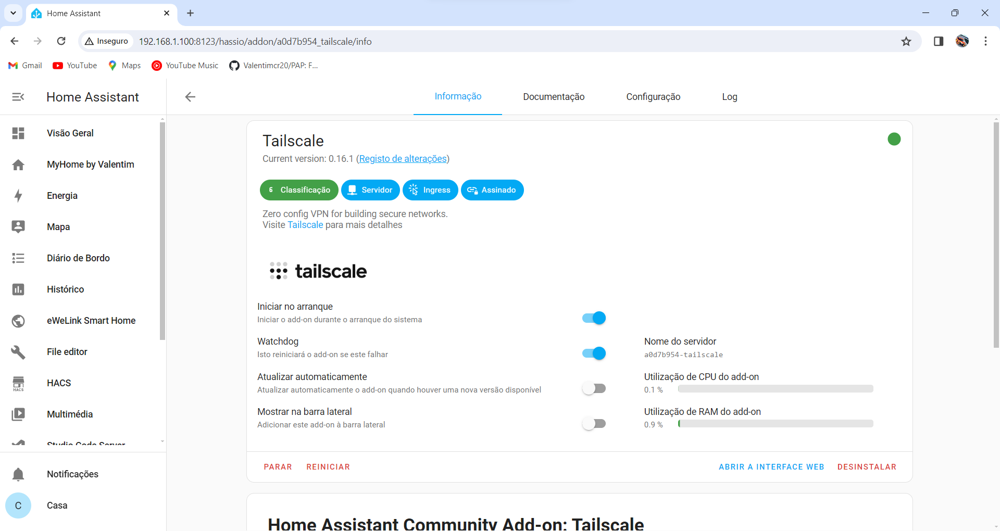 Home Assistant
Inseguro
192.168.1.100:8123/hassio/addon/a0d7b954_tailscale/info
Gmail
YouTube
Maps
YouTube Music
Valentimcr20/PAP: F...
Home Assistant
Informação
Documentação
Configuração
Log
Visão Geral
MyHome by Valentim
Energia
Mapa
Diário de Bordo
Histórico
eWeLink Smart Home
File editor
HACS
HACS
Multimédia
Studio Code Server
Notificações
C
Casa
Tailscale
Current version: 0.16.1 (Registo de alterações)
6 Classificação
Servidor
Ingress
Assinado
Zero config VPN for building secure networks.
Visite Tailscale para mais detalhes
tailscale
Iniciar no arranque
Iniciar o add-on durante o arranque do sistema
Watchdog
Isto reiniciará o add-on se este falhar
Nome do servidor
a0d7b954-tailscale
Atualizar automaticamente
Atualizar automaticamente o add-on quando houver uma nova versão disponível
Utilização de CPU do add-on
0.1 %
Mostrar na barra lateral
Adicionar este add-on à barra lateral
Utilização de RAM do add-on
0.9 %
PARAR
REINICIAR
ABRIR A INTERFACE WEB
DESINSTALAR
Home Assistant Community Add-on: Tailscale